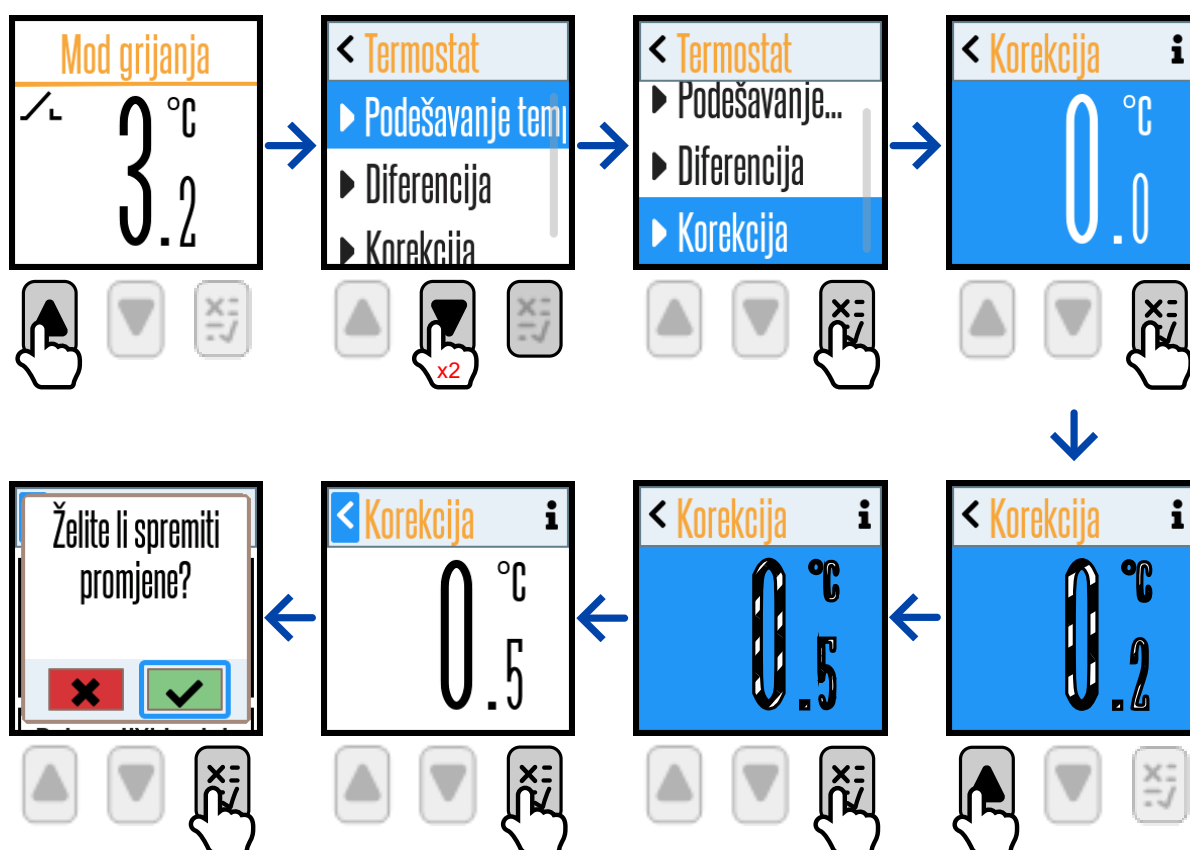 Mod grijanja
3.2 °C
Termostat
Podešavanje temp
Diferencija
Korekcija
x2
Termostat
Podešavanje...
Diferencija
Korekcija
Korekcija i
0.0 °C
Korekcija i
0.2 °C
Korekcija i
0.5 °C
Korekcija i
0.5 °C
Želite li spremiti
promjene?